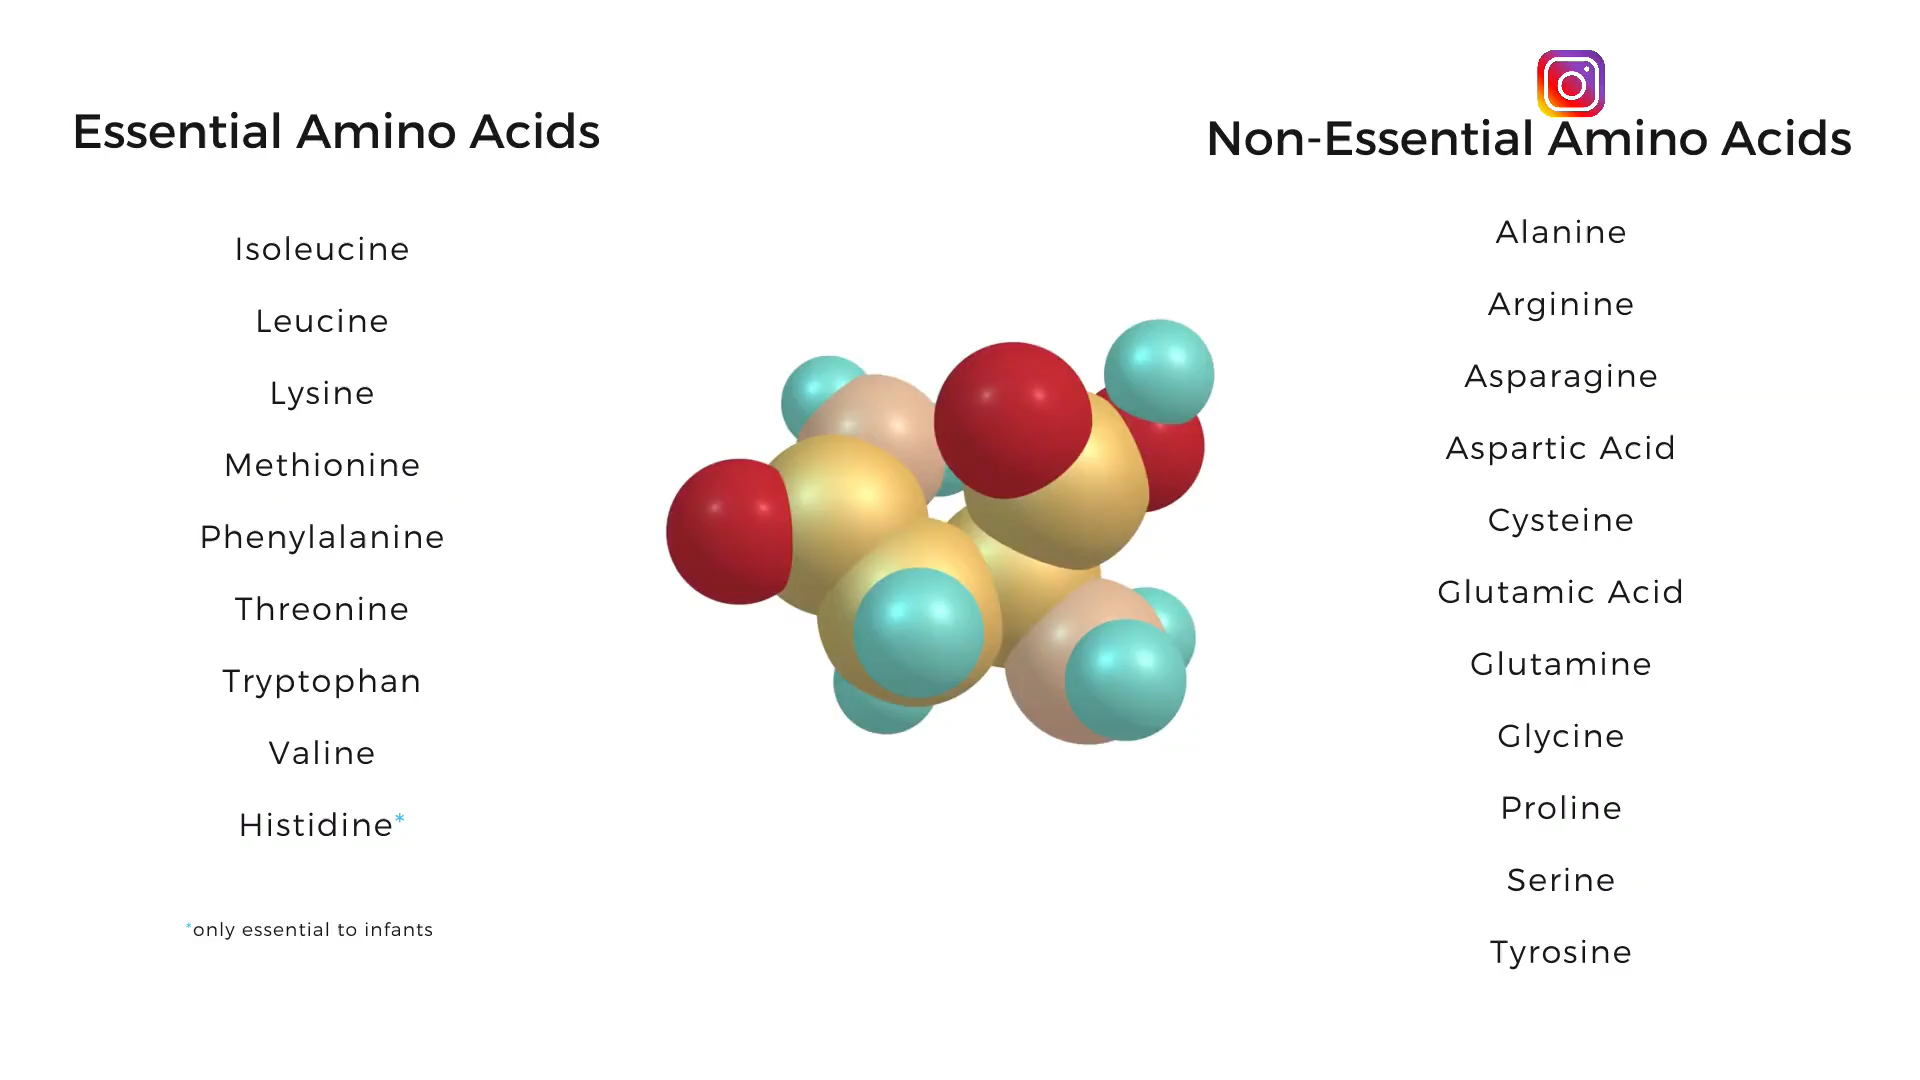 Essential Amino Acids
Isoleucine
Leucine
Lysine
Methionine
Phenylalanine
Threonine
Tryptophan
Valine
Histidine*
*only essential to infants
Non-Essential Amino Acids
Alanine
Arginine
Asparagine
Aspartic Acid
Cysteine
Glutamic Acid
Glutamine
Glycine
Proline
Serine
Tyrosine